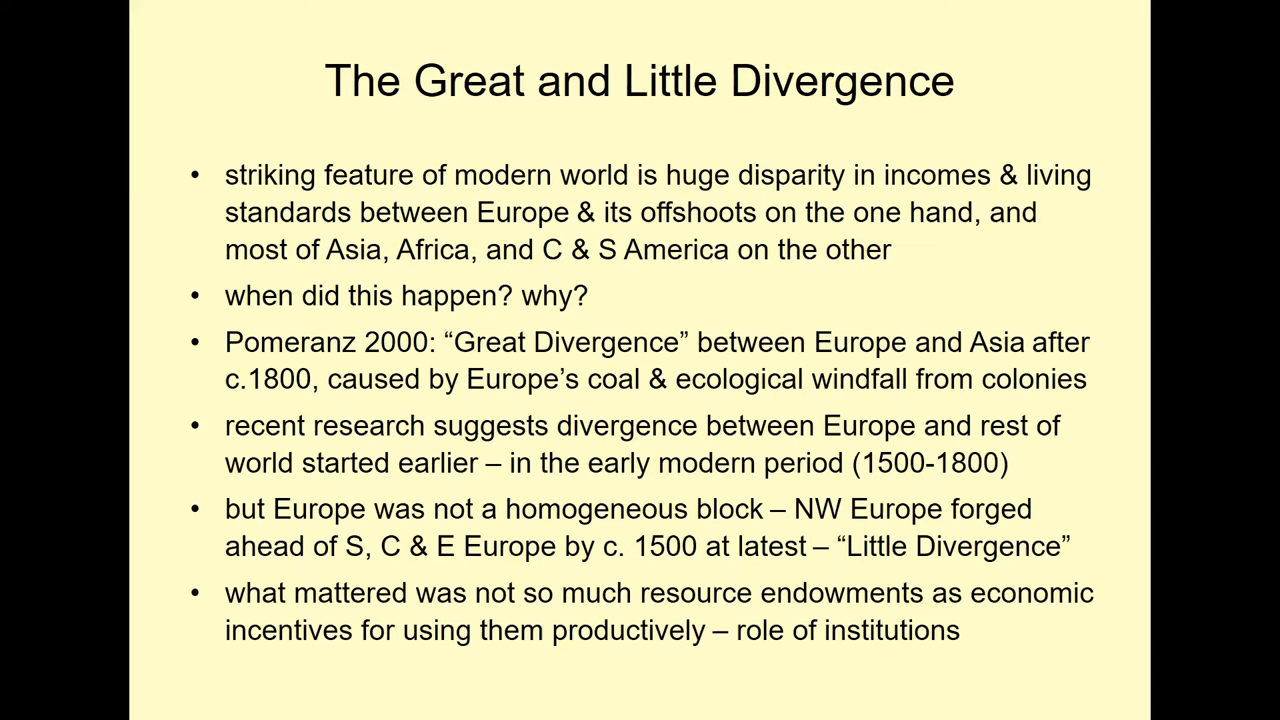 The Great and Little Divergence
• striking feature of modern world is huge disparity in incomes & living
standards between Europe & its offshoots on the one hand, and
most of Asia, Africa, and C & S America on the other
• when did this happen? why?
• Pomeranz 2000: “Great Divergence” between Europe and Asia after
c.1800, caused by Europe’s coal & ecological windfall from colonies
• recent research suggests divergence between Europe and rest of
world started earlier – in the early modern period (1500-1800)
• but Europe was not a homogeneous block – NW Europe forged
ahead of S, C & E Europe by c. 1500 at latest – “Little Divergence”
• what mattered was not so much resource endowments as economic
incentives for using them productively – role of institutions